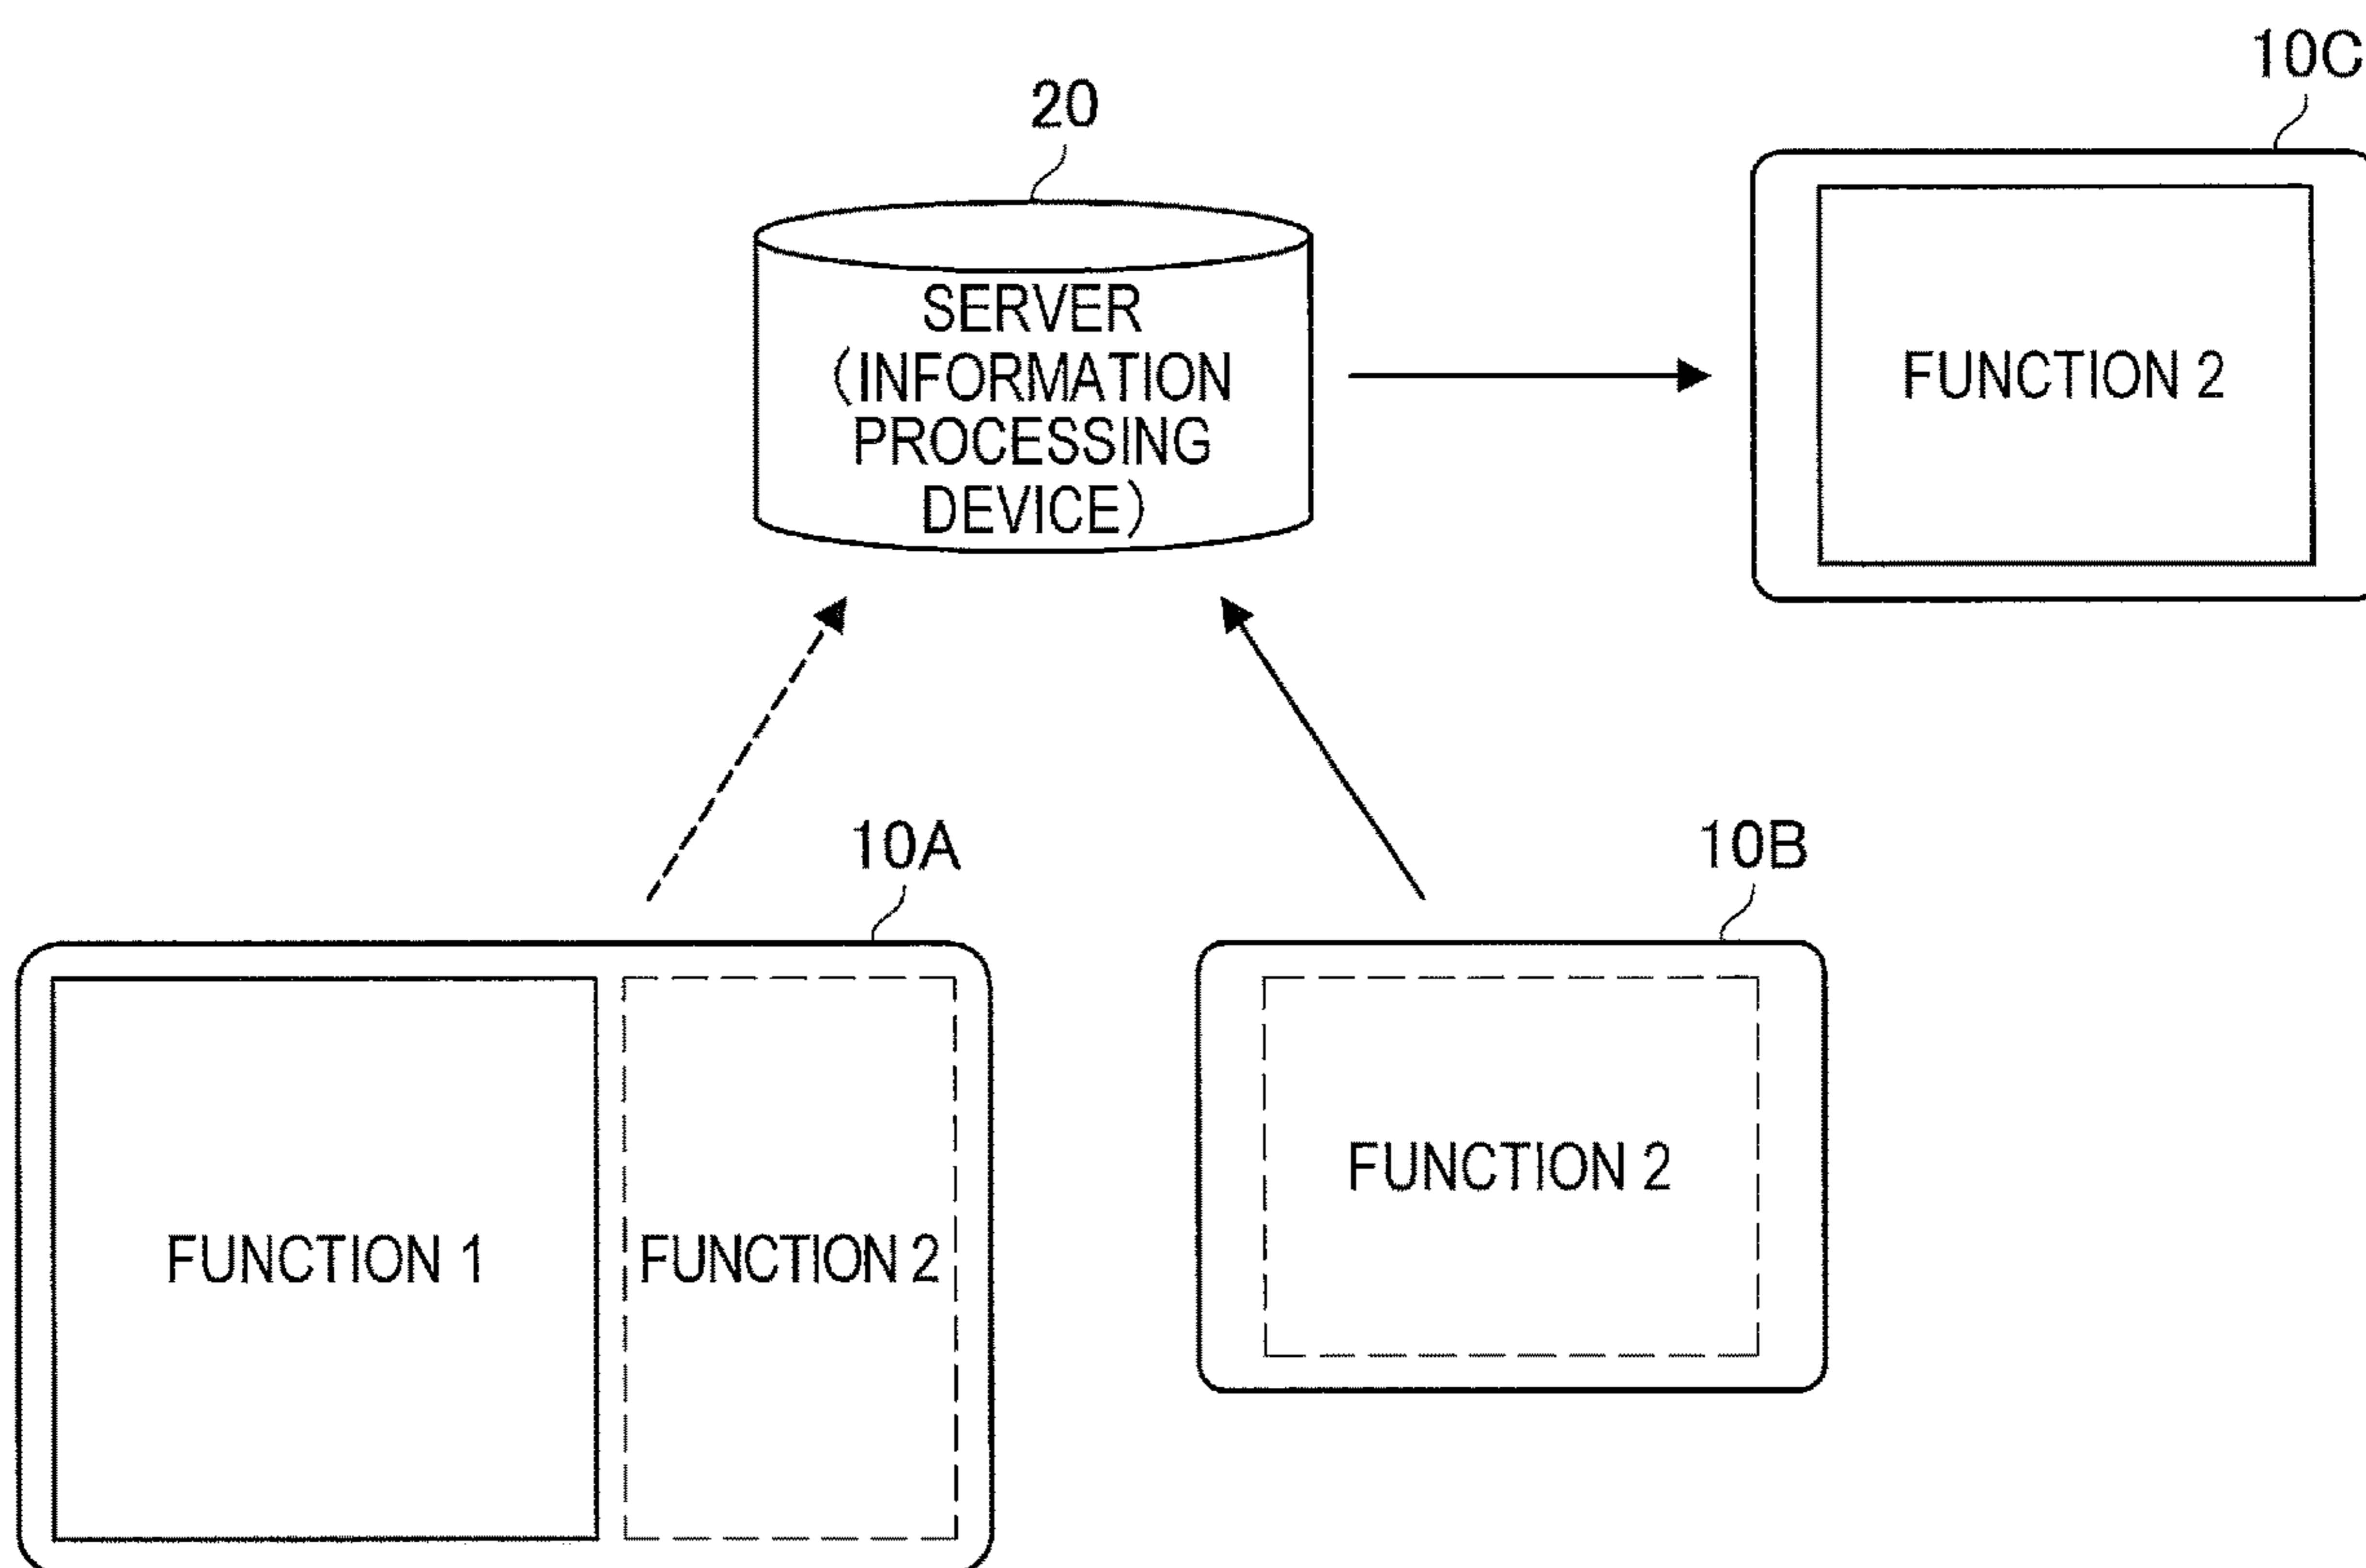 10C
20
SERVER
(INFORMATION
PROCESSING
DEVICE)
FUNCTION 2
10A
10B
FUNCTION 1
FUNCTION 2
FUNCTION 2